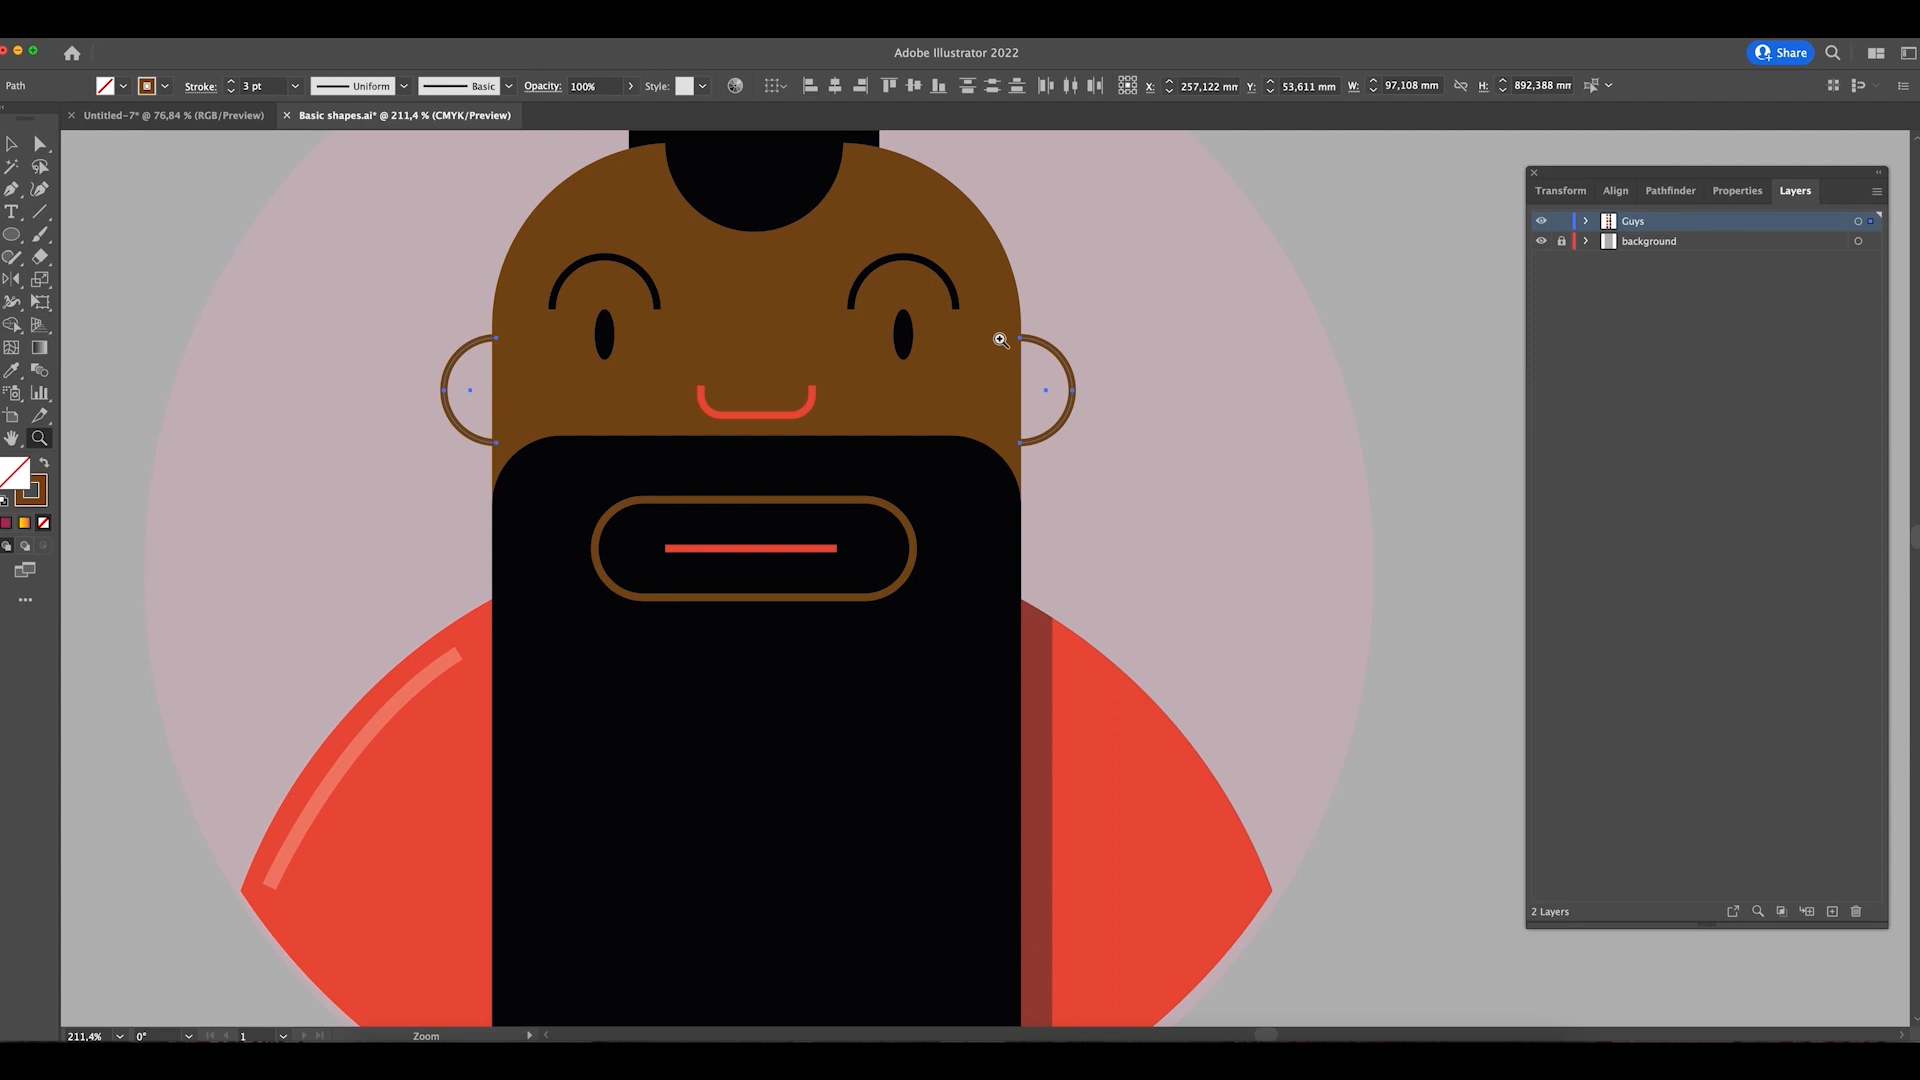 Adobe Illustrator 2022
Share
Path
Stroke: 3 pt Uniform Basic Opacity: 100% Style: X: 257,122 mm Y: 53,611 mm W: 97,108 mm H: 892,388 mm
Untitled-7* @ 76,84 % (RGB/Preview)
Basic shapes.ai* @ 211,4 % (CMYK/Preview)
Transform Align Pathfinder Properties Layers
Guys
background
2 Layers
211,4% 0° 1 Zoom